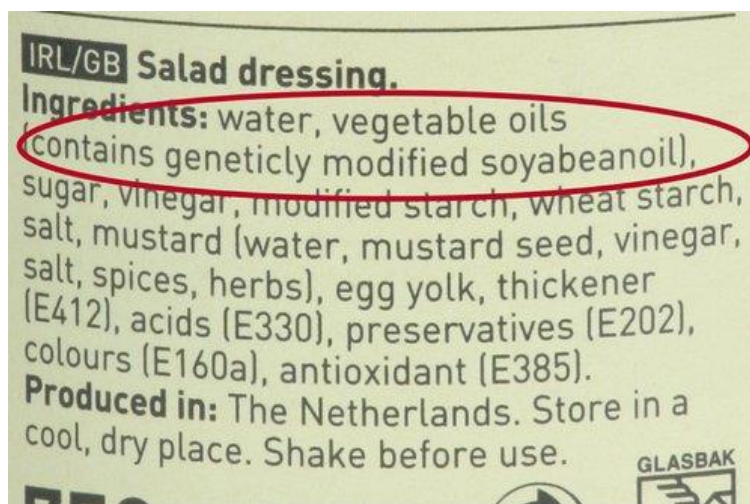 IRL/GB Salad dressing.
Ingredients: water, vegetable oils
(contains geneticly modified soyabeanoil),
sugar, vinegar, modified starch, wheat starch,
salt, mustard (water, mustard seed, vinegar,
salt, spices, herbs), egg yolk, thickener
(E412), acids (E330), preservatives (E202),
colours (E160a), antioxidant (E385).
Produced in: The Netherlands. Store in a
cool, dry place. Shake before use.
GLASBAK